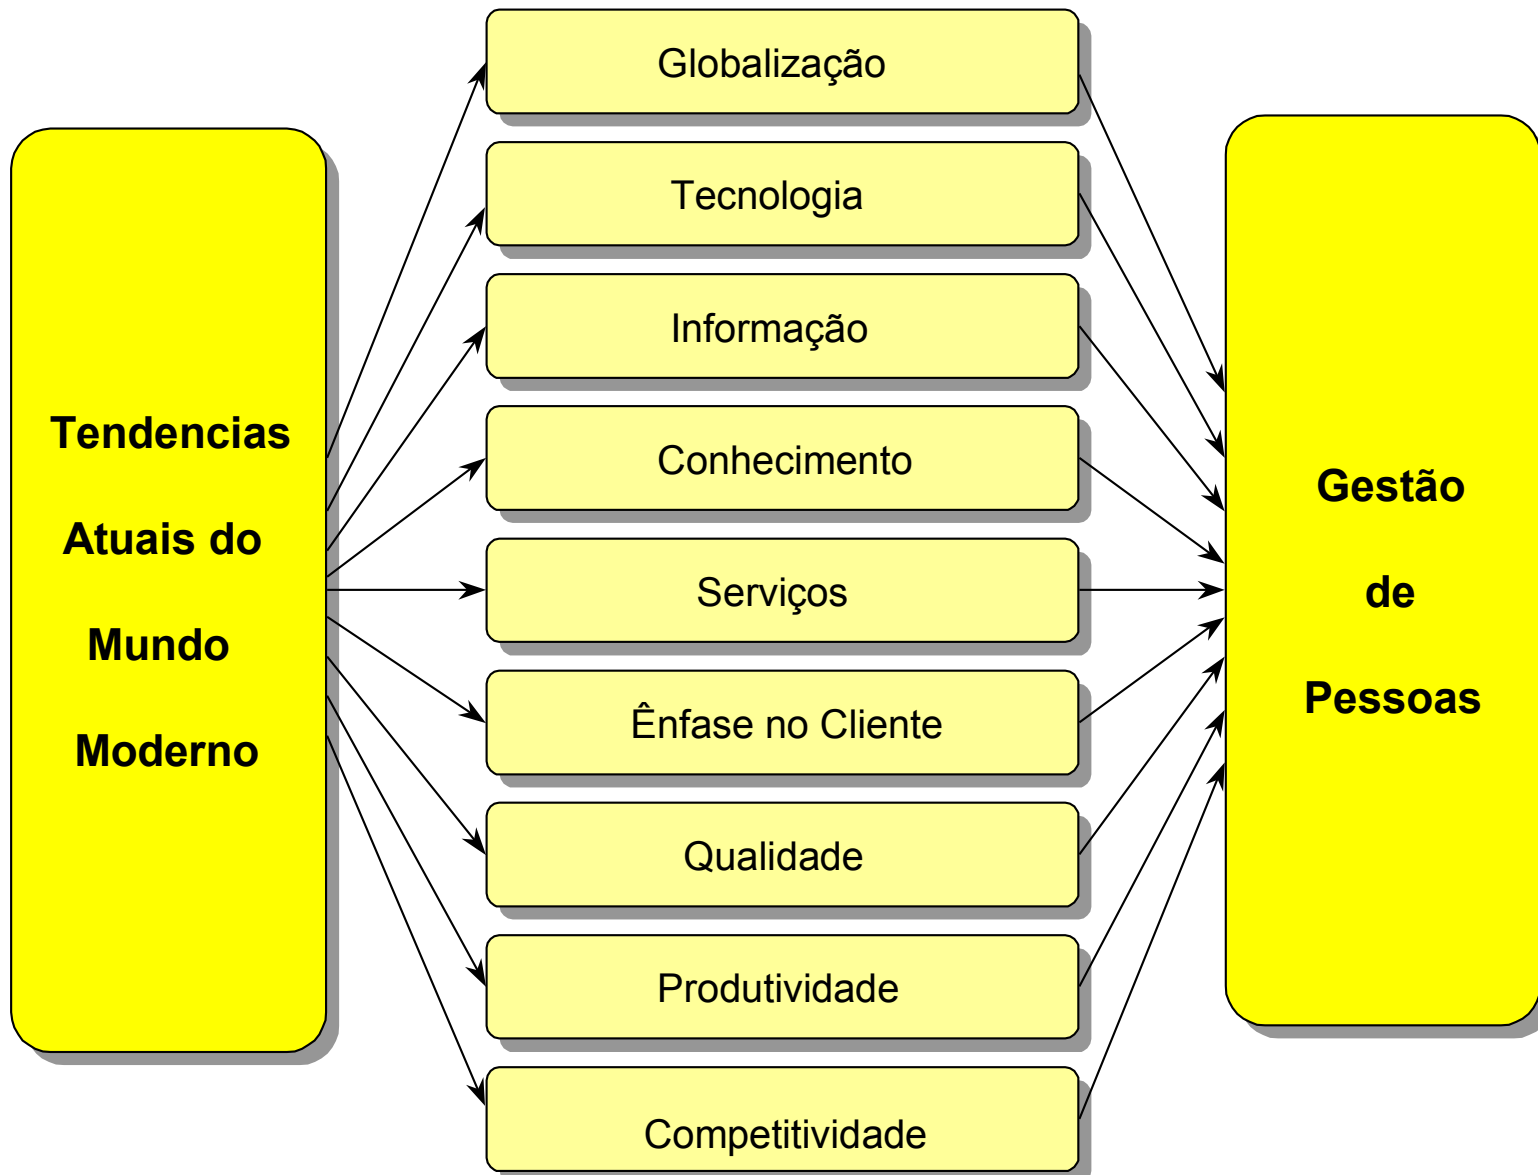 Tendencias
Atuais do
Mundo
Moderno
Globalização
Tecnologia
Informação
Conhecimento
Serviços
Ênfase no Cliente
Qualidade
Produtividade
Competitividade
Gestão
de
Pessoas